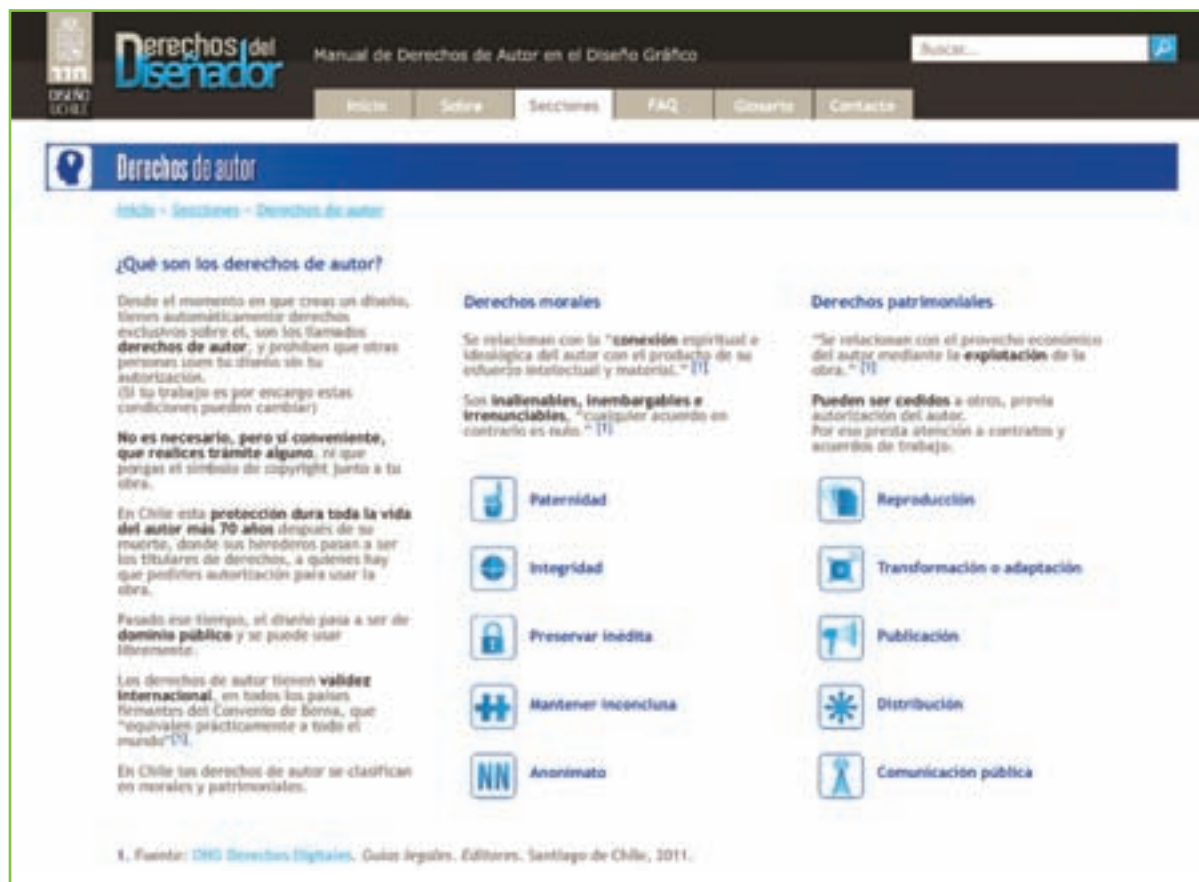 DISEÑO
UCHILE
Derechos del
Diseñador
Manual de Derechos de Autor en el Diseño Gráfico
Buscar...
Inicio
Sobre
Secciones
FAQ
Glosario
Contacto
Derechos de autor
Inicio » Secciones » Derechos de autor
¿Qué son los derechos de autor?
Desde el momento en que creas un diseño,
tienes automáticamente derechos
exclusivos sobre el, son los llamados
derechos de autor, y prohíben que otras
personas usen tu diseño sin tu
autorización.
(Si tu trabajo es por encargo estas
condiciones pueden cambiar)
No es necesario, pero sí conveniente,
que realices trámite alguno, ni que
pongas el símbolo de copyright junto a tu
obra.
En Chile esta protección dura toda la vida
del autor más 70 años después de su
muerte, donde sus herederos pasan a ser
los titulares de derechos, a quienes hay
que pedirles autorización para usar la
obra.
Pasado ese tiempo, el diseño pasa a ser de
dominio público y se puede usar
libremente.
Los derechos de autor tienen validez
internacional, en todos los países
firmantes del Convenio de Berna, que
"equivalen prácticamente a todo el
mundo"[1].
En Chile los derechos de autor se clasifican
en morales y patrimoniales.
Derechos morales
Se relacionan con la "conexión espiritual e
ideológica del autor con el producto de su
esfuerzo intelectual y material." [1]
Son inalienables, inembargables e
irrenunciables, "cualquier acuerdo en
contrario es nulo." [1]
Paternidad
Integridad
Preservar inédita
Mantener inconclusa
NN
Anonimato
Derechos patrimoniales
"Se relacionan con el provecho económico
del autor mediante la explotación de la
obra." [1]
Pueden ser cedidos a otros, previa
autorización del autor.
Por eso presta atención a contratos y
acuerdos de trabajo.
Reproducción
Transformación o adaptación
Publicación
Distribución
Comunicación pública
1. Fuente: ONG Derechos Digitales. Guías legales. Editores. Santiago de Chile, 2011.